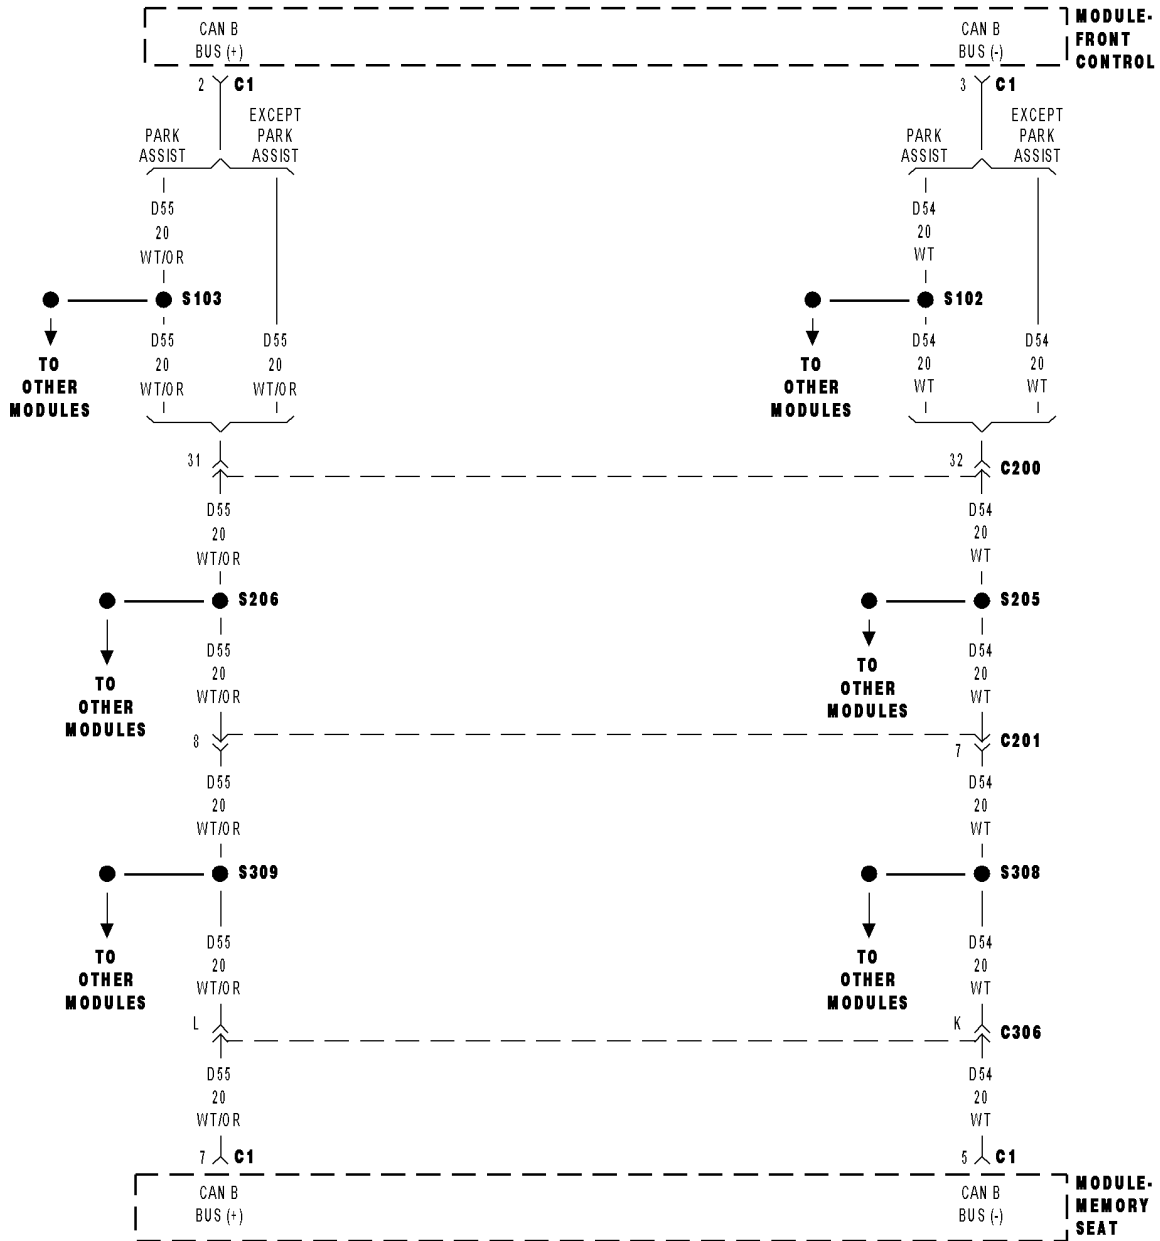 CAN B
BUS (+)
CAN B
BUS (-)
MODULE-
FRONT
CONTROL
2 C1
3 C1
PARK
ASSIST
EXCEPT
PARK
ASSIST
PARK
ASSIST
EXCEPT
PARK
ASSIST
D55
20
WT/OR
D54
20
WT
S103
S102
TO
OTHER
MODULES
D55
20
WT/OR
D55
20
WT/OR
TO
OTHER
MODULES
D54
20
WT
D54
20
WT
31
32
C200
D55
20
WT/OR
D54
20
WT
S206
S205
TO
OTHER
MODULES
D55
20
WT/OR
TO
OTHER
MODULES
D54
20
WT
8
7
C201
D55
20
WT/OR
D54
20
WT
S309
S308
TO
OTHER
MODULES
D55
20
WT/OR
TO
OTHER
MODULES
D54
20
WT
L
K
C306
D55
20
WT/OR
D54
20
WT
7 C1
5 C1
CAN B
BUS (+)
CAN B
BUS (-)
MODULE-
MEMORY
SEAT